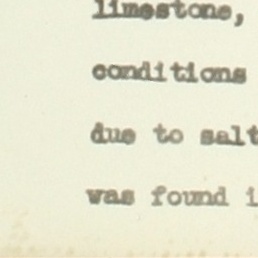 limestone,
conditions
due to salt
was found i